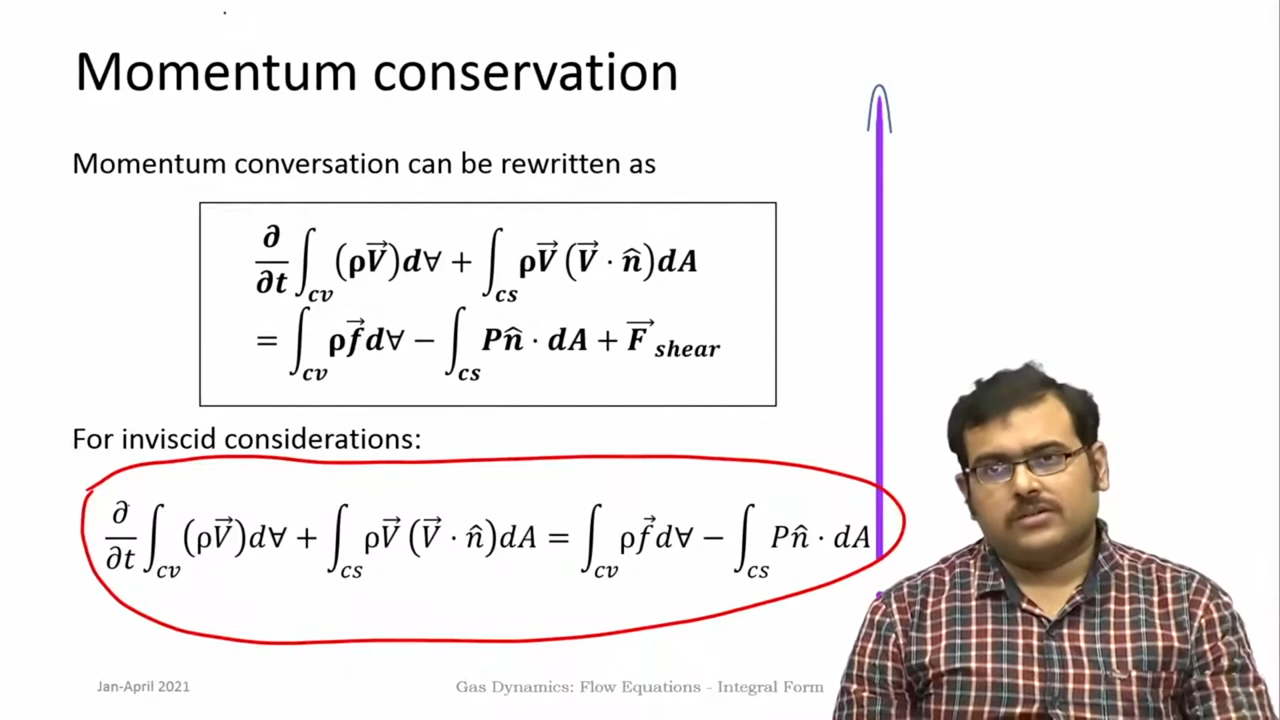 Momentum conservation
Momentum conversation can be rewritten as
∂/∂t ∫_cv (ρV⃗)d∀ + ∫_cs ρV⃗ (V⃗ · n̂)dA
= ∫_cv ρf⃗d∀ − ∫_cs Pn̂ · dA + F⃗ shear
For inviscid considerations:
∂/∂t ∫_cv (ρV⃗)d∀ + ∫_cs ρV⃗ (V⃗ · n̂)dA = ∫_cv ρf⃗d∀ − ∫_cs Pn̂ · dA
Jan-April 2021
Gas Dynamics: Flow Equations - Integral Form